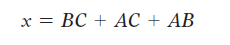 x = BC + AC + AB